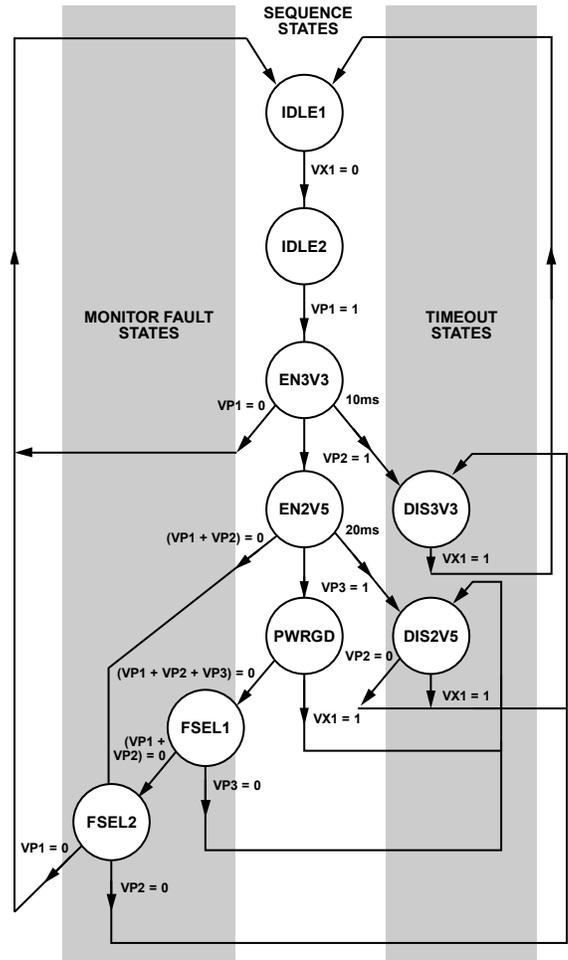 SEQUENCE
STATES
IDLE1
VX1 = 0
IDLE2
VP1 = 1
MONITOR FAULT
STATES
TIMEOUT
STATES
EN3V3
VP1 = 0
10ms
VP2 = 1
DIS3V3
EN2V5
(VP1 + VP2) = 0
20ms
VX1 = 1
VP3 = 1
PWRGD
DIS2V5
VP2 = 0
(VP1 + VP2 + VP3) = 0
VX1 = 1
FSEL1
VX1 = 1
(VP1 +
VP2) = 0
VP3 = 0
FSEL2
VP1 = 0
VP2 = 0